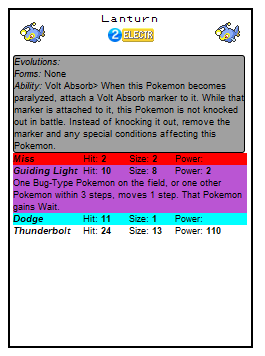 Lanturn
2 ELECTR
Evolutions:
Forms: None
Ability: Volt Absorb> When this Pokemon becomes
paralyzed, attach a Volt Absorb marker to it. While that
marker is attached to it, this Pokemon is not knocked
out in battle. Instead of knocking it out, remove the
marker and any special conditions affecting this
Pokemon.
Miss Hit: 2 Size: 2 Power:
Guiding Light Hit: 10 Size: 8 Power: 2
One Bug-Type Pokemon on the field, or one other
Pokemon within 3 steps, moves 1 step. That Pokemon
gains Wait.
Dodge Hit: 11 Size: 1 Power:
Thunderbolt Hit: 24 Size: 13 Power: 110